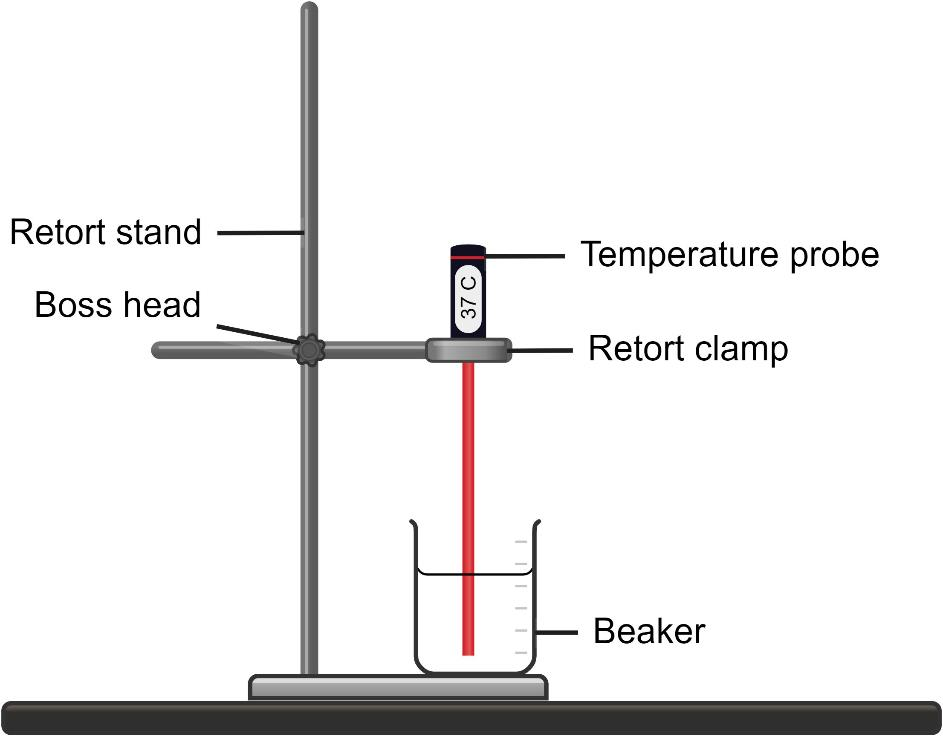 Retort stand
Temperature probe
37 C
Boss head
Retort clamp
Beaker